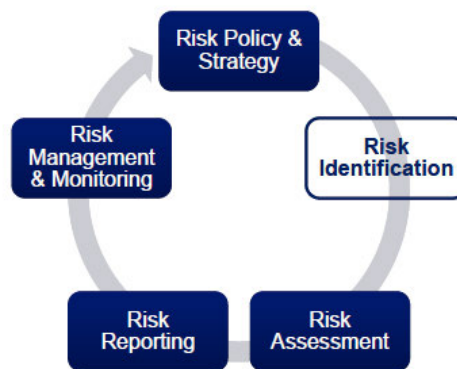 Risk Policy &
Strategy
Risk
Identification
Risk
Assessment
Risk
Reporting
Risk
Management
& Monitoring